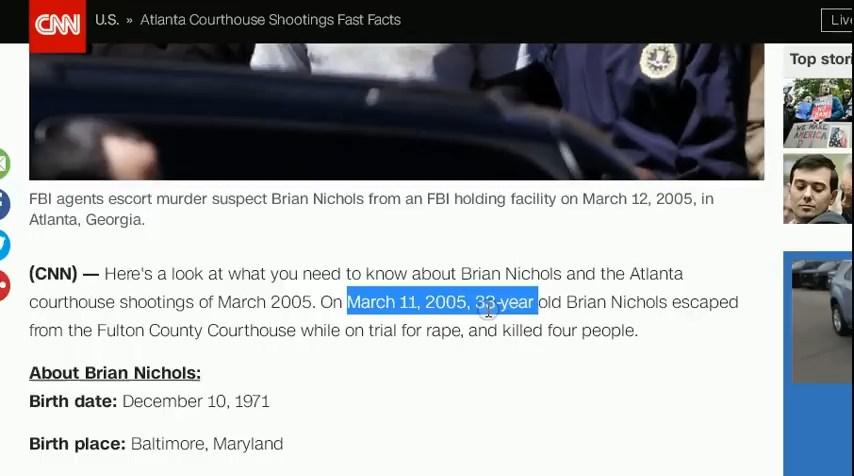 CNN U.S. » Atlanta Courthouse Shootings Fast Facts
Top stori
NO BAN
WE MAKE
FBI agents escort murder suspect Brian Nichols from an FBI holding facility on March 12, 2005, in
Atlanta, Georgia.
(CNN) — Here's a look at what you need to know about Brian Nichols and the Atlanta
courthouse shootings of March 2005. On March 11, 2005, 33-year old Brian Nichols escaped
from the Fulton County Courthouse while on trial for rape, and killed four people.
About Brian Nichols:
Birth date: December 10, 1971
Birth place: Baltimore, Maryland